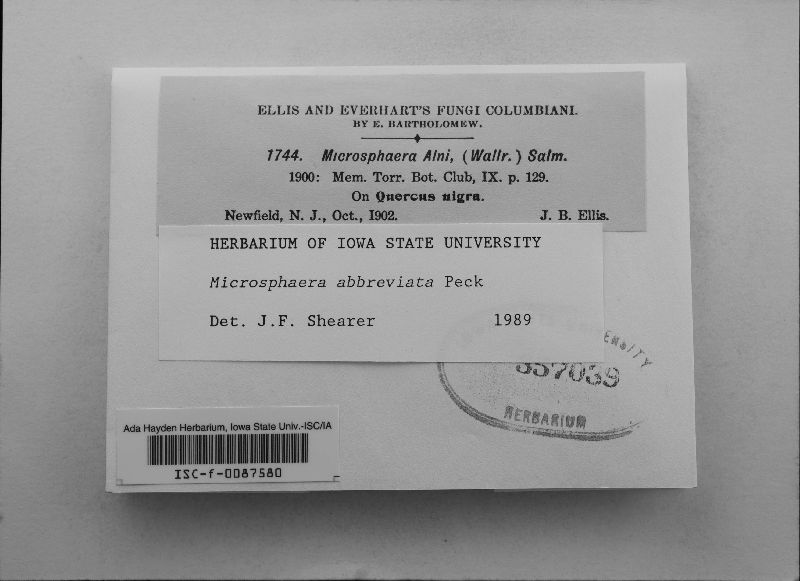 ELLIS AND EVERHART'S FUNGI COLUMBIANI.
BY E. BARTHOLOMEW.
1744. Microsphaera Alni, (Wallr.) Salm.
1900: Mem. Torr. Bot. Club, IX. p. 129.
On Quercus nigra.
Newfield, N. J., Oct., 1902. J. B. Ellis.
HERBARIUM OF IOWA STATE UNIVERSITY
Microsphaera abbreviata Peck
Det. J.F. Shearer 1989
357039
HERBARIUM
Ada Hayden Herbarium, Iowa State Univ.-ISC/IA
ISC-f-0087580